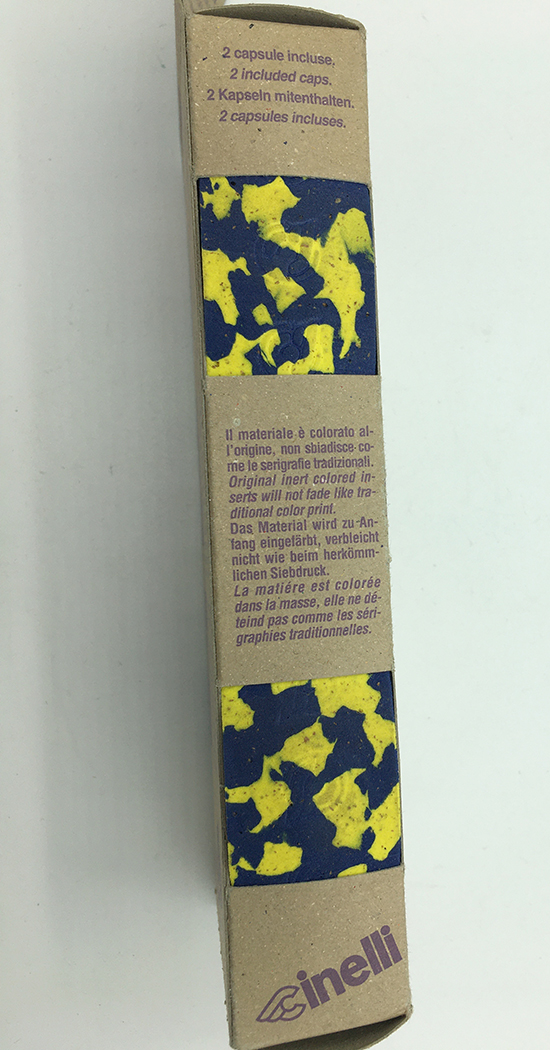 2 capsule incluse.
2 included caps.
2 Kapseln mitenthalten.
2 capsules incluses.
Il materiale è colorato al-
l'origine, non sbiadisce co-
me le serigrafie tradizionali.
Original inert colored in-
serts will not fade like tra-
ditional color print.
Das Material wird zu An-
fang eingefärbt, verbleicht
nicht wie beim herkömm-
lichen Siebdruck.
La matiére est colorée
dans la masse, elle ne dé-
teind pas comme les séri-
graphies traditionnelles.
cinelli